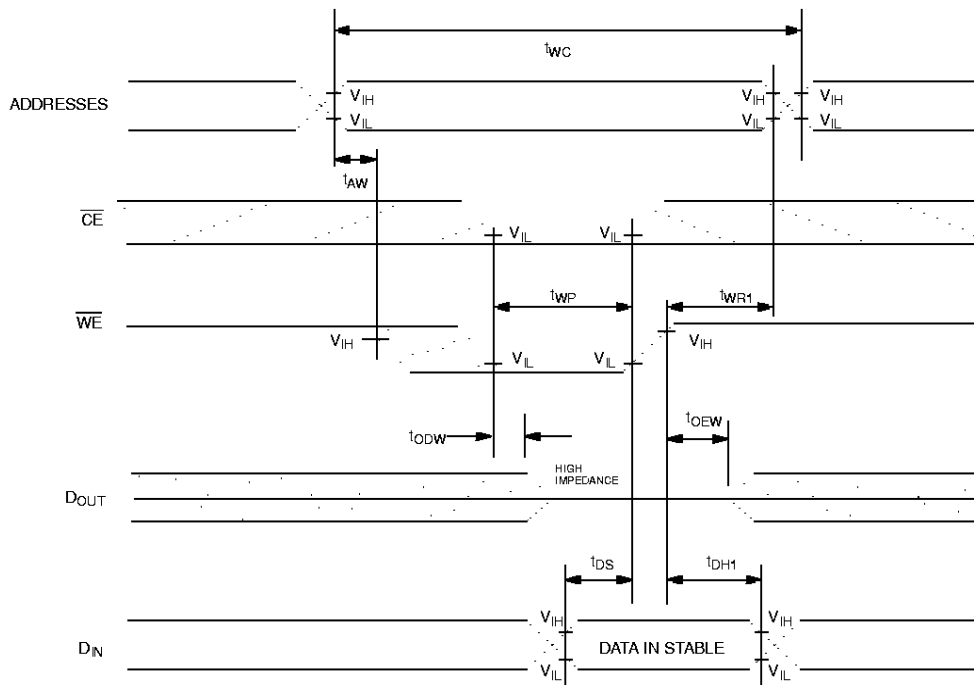 tWC
ADDRESSES
VIH
VIL
VIH
VIL
VIH
VIL
tAW
CE
VIL
VIL
tWP
tWR1
WE
VIH
VIL
VIL
VIH
tODW
tOEW
HIGH
IMPEDANCE
DOUT
tDS
tDH1
DIN
VIH
VIL
DATA IN STABLE
VIH
VIL